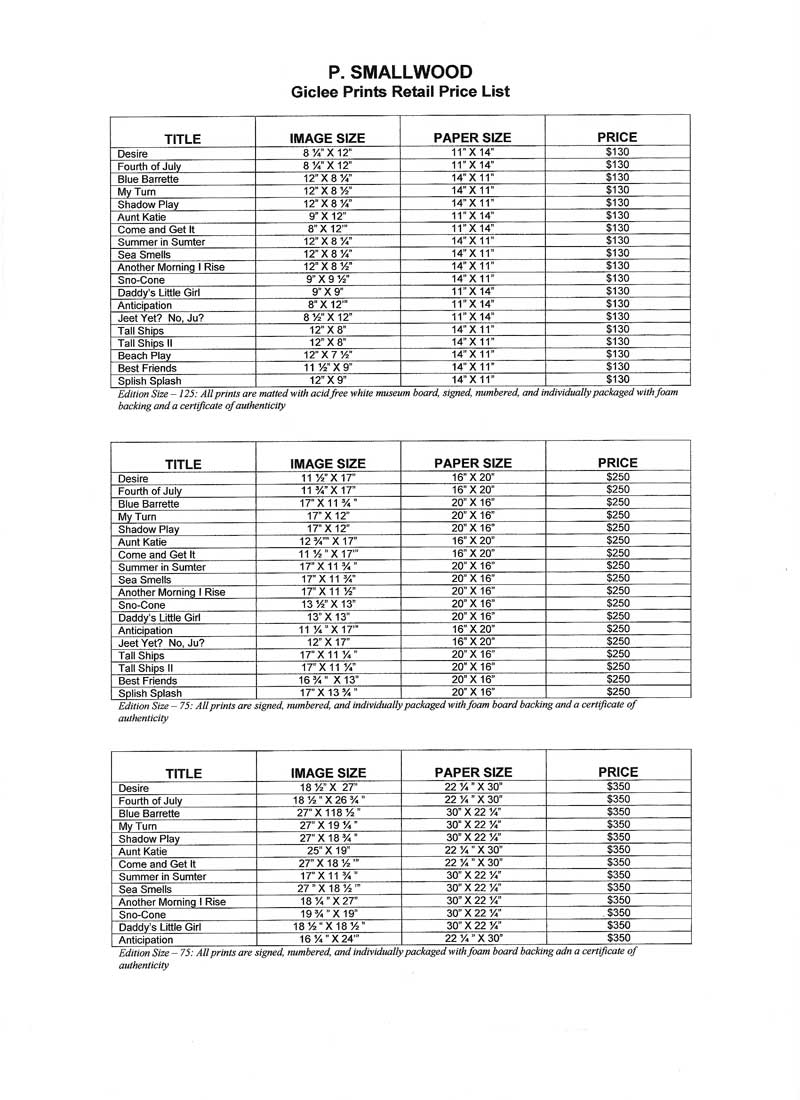 P. SMALLWOOD
Giclee Prints Retail Price List
TITLE IMAGE SIZE PAPER SIZE PRICE
Desire 8 ¼" X 12" 11" X 14" $130
Fourth of July 8 ¼" X 12" 11" X 14" $130
Blue Barrette 12" X 8 ¼" 14" X 11" $130
My Turn 12" X 8 ½" 14" X 11" $130
Shadow Play 12" X 8 ¼" 14" X 11" $130
Aunt Katie 9" X 12" 11" X 14" $130
Come and Get It 8" X 12"" 11" X 14" $130
Summer in Sumter 12" X 8 ¼" 14" X 11" $130
Sea Smells 12" X 8 ¼" 14" X 11" $130
Another Morning I Rise 12" X 8 ½" 14" X 11" $130
Sno-Cone 9" X 9 ½" 14" X 11" $130
Daddy's Little Girl 9" X 9" 11" X 14" $130
Anticipation 8" X 12"" 11" X 14" $130
Jeet Yet? No, Ju? 8 ½" X 12" 11" X 14" $130
Tall Ships 12" X 8" 14" X 11" $130
Tall Ships II 12" X 8" 14" X 11" $130
Beach Play 12" X 7 ½" 14" X 11" $130
Best Friends 11 ½" X 9" 14" X 11" $130
Splish Splash 12" X 9" 14" X 11" $130
Edition Size – 125: All prints are matted with acid free white museum board, signed, numbered, and individually packaged with foam
backing and a certificate of authenticity
TITLE IMAGE SIZE PAPER SIZE PRICE
Desire 11 ½" X 17" 16" X 20" $250
Fourth of July 11 ¾" X 17" 16" X 20" $250
Blue Barrette 17" X 11 ¾ " 20" X 16" $250
My Turn 17" X 12" 20" X 16" $250
Shadow Play 17" X 12" 20" X 16" $250
Aunt Katie 12 ¾"" X 17" 16" X 20" $250
Come and Get It 11 ½ " X 17"" 16" X 20" $250
Summer in Sumter 17" X 11 ¾ " 20" X 16" $250
Sea Smells 17" X 11 ¾" 20" X 16" $250
Another Morning I Rise 17" X 11 ½" 20" X 16" $250
Sno-Cone 13 ½" X 13" 20" X 16" $250
Daddy's Little Girl 13" X 13" 20" X 16" $250
Anticipation 11 ¼ " X 17"" 16" X 20" $250
Jeet Yet? No, Ju? 12" X 17" 16" X 20" $250
Tall Ships 17" X 11 ¼ " 20" X 16" $250
Tall Ships II 17" X 11 ¼" 20" X 16" $250
Best Friends 16 ¾ " X 13" 20" X 16" $250
Splish Splash 17" X 13 ¾ " 20" X 16" $250
Edition Size – 75: All prints are signed, numbered, and individually packaged with foam board backing and a certificate of
authenticity
TITLE IMAGE SIZE PAPER SIZE PRICE
Desire 18 ½" X 27" 22 ¼ " X 30" $350
Fourth of July 18 ½ " X 26 ¾ " 22 ¼ " X 30" $350
Blue Barrette 27" X 118 ½ " 30" X 22 ¼" $350
My Turn 27" X 19 ¼ " 30" X 22 ¼" $350
Shadow Play 27" X 18 ¾ " 30" X 22 ¼" $350
Aunt Katie 25" X 19" 22 ¼ " X 30" $350
Come and Get It 27" X 18 ½ "" 22 ¼ " X 30" $350
Summer in Sumter 17" X 11 ¾ " 30" X 22 ¼" $350
Sea Smells 27 " X 18 ½ "" 30" X 22 ¼" $350
Another Morning I Rise 18 ¼ " X 27" 30" X 22 ¼" $350
Sno-Cone 19 ¾ " X 19" 30" X 22 ¼" $350
Daddy's Little Girl 18 ½ " X 18 ½ " 30" X 22 ¼" $350
Anticipation 16 ¼ " X 24"" 22 ¼ " X 30" $350
Edition Size – 75: All prints are signed, numbered, and individually packaged with foam board backing adn a certificate of
authenticity